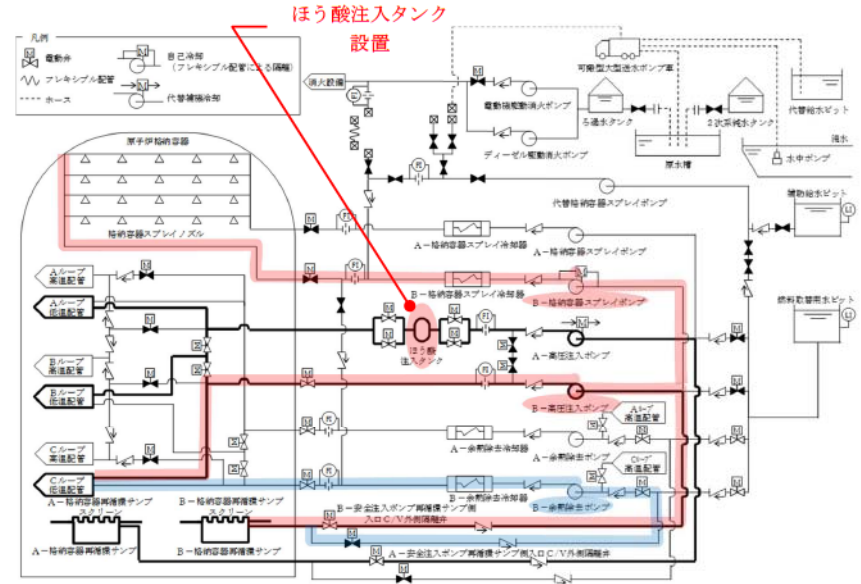 ほう酸注入タンク
設置
凡例
電動弁
フレキシブル配管
ホース
自己冷却
(フレキシブル配管による隔離)
代替補機冷却
消火設備
可搬型大型送水ポンプ車
電動機駆動消火ポンプ
ろ過水タンク
ディーゼル駆動消火ポンプ
原水槽
2次系純水タンク
代替給水ピット
海水
水中ポンプ
原子炉格納容器
格納容器スプレイノズル
代替格納容器スプレイポンプ
補助給水ピット
A-格納容器スプレイ冷却器
A-格納容器スプレイポンプ
B-格納容器スプレイ冷却器
B-格納容器スプレイポンプ
燃料取替用水ピット
Aループ
高温配管
Aループ
低温配管
Bループ
高温配管
Bループ
低温配管
Cループ
高温配管
Cループ
低温配管
ほう酸
注入タンク
A-高圧注入ポンプ
B-高圧注入ポンプ
Aループ
高温配管
A-余熱除去冷却器
A-余熱除去ポンプ
Cループ
高温配管
B-余熱除去冷却器
B-余熱除去ポンプ
A-格納容器再循環サンプ
スクリーン
B-格納容器再循環サンプ
スクリーン
B-安全注入ポンプ再循環サンプ側
入口C/V外側隔離弁
A-格納容器再循環サンプ
B-格納容器再循環サンプ
A-安全注入ポンプ再循環サンプ側入口C/V外側隔離弁